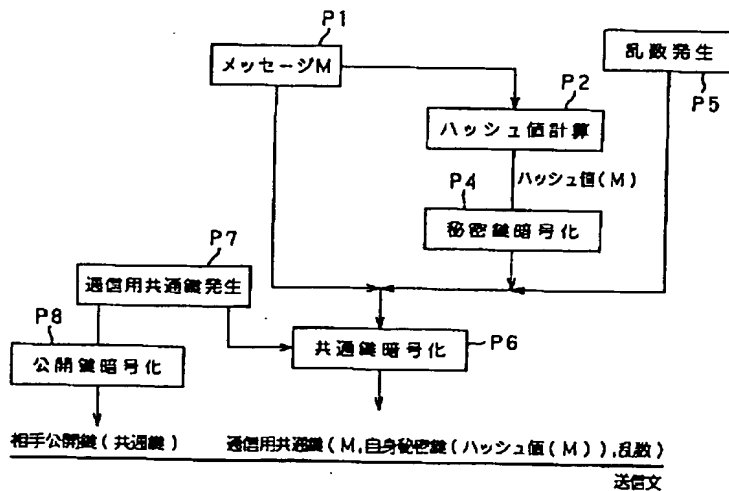 P1
メッセージM
乱数発生
P5
P2
ハッシュ値計算
ハッシュ値(M)
P4
秘密鍵暗号化
P7
通信用共通鍵発生
P8
公開鍵暗号化
共通鍵暗号化
P6
相手公開鍵(共通鍵) 通信用共通鍵(M,自身秘密鍵(ハッシュ値(M)),乱数)
送信文